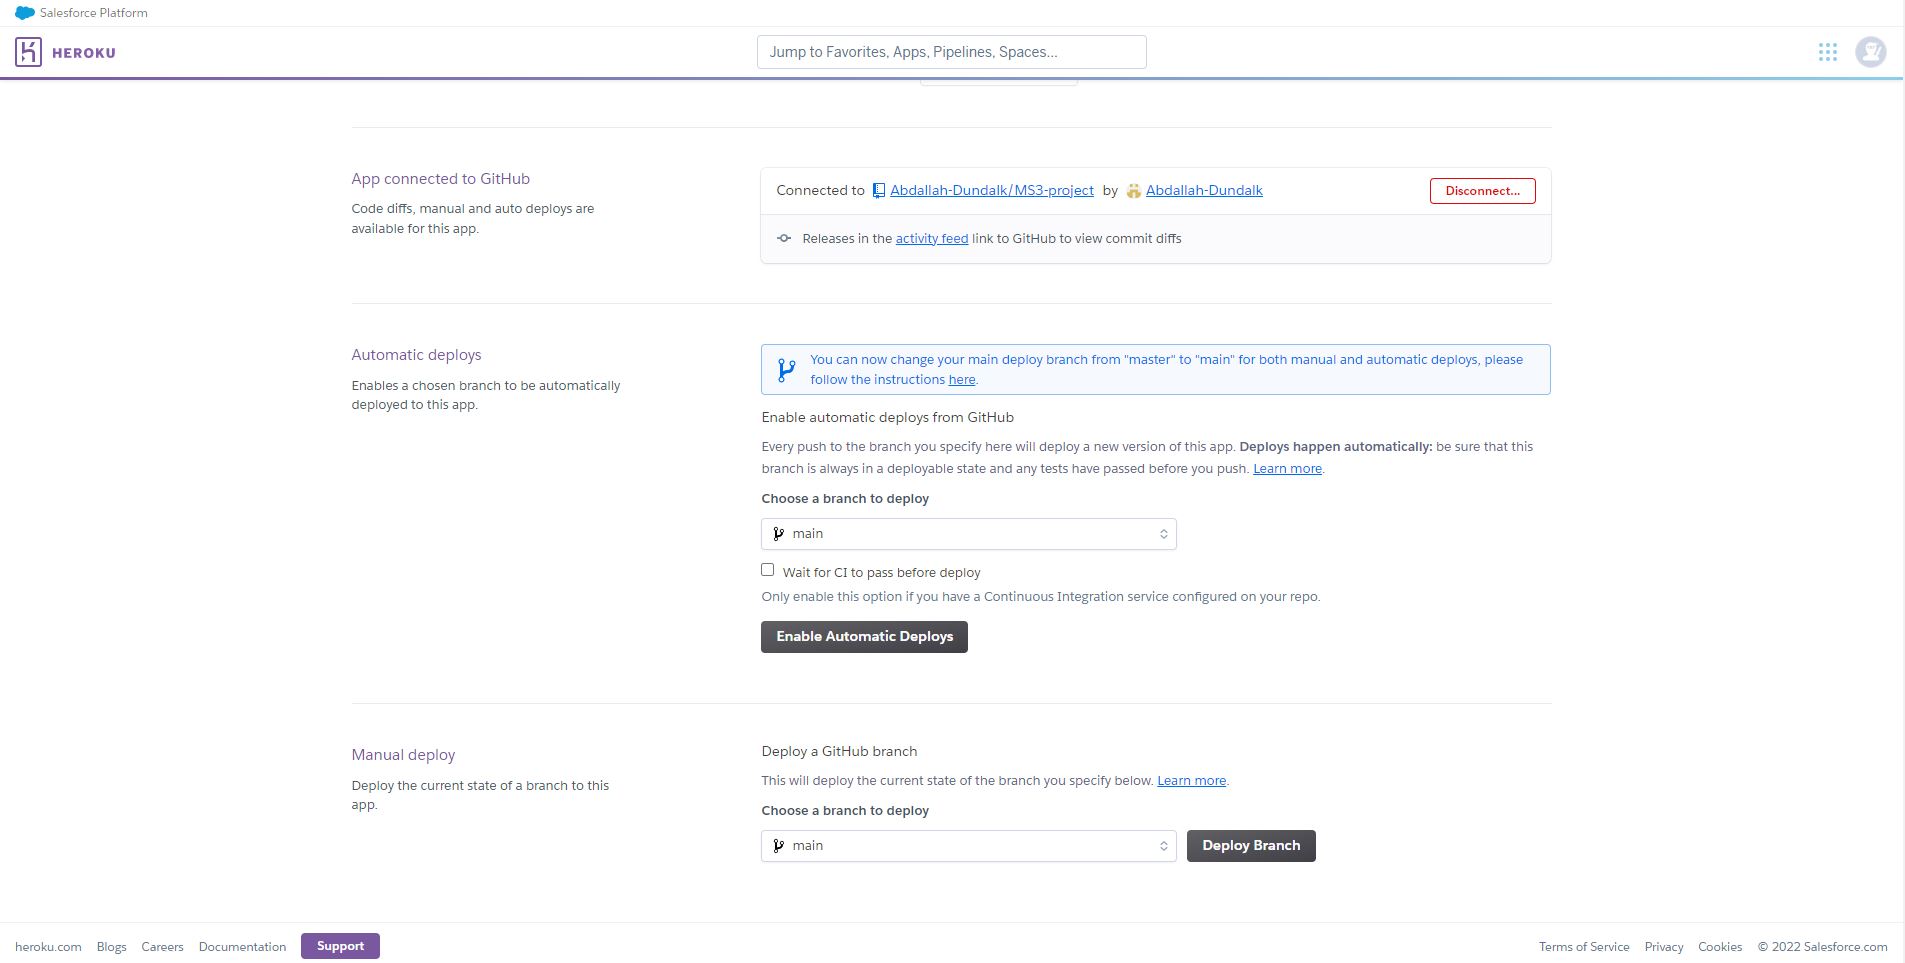 Salesforce Platform
HEROKU
Jump to Favorites, Apps, Pipelines, Spaces...
App connected to GitHub
Code diffs, manual and auto deploys are
available for this app.
Connected to Abdallah-Dundalk/MS3-project by Abdallah-Dundalk
Disconnect...
Releases in the activity feed link to GitHub to view commit diffs
Automatic deploys
Enables a chosen branch to be automatically
deployed to this app.
You can now change your main deploy branch from "master" to "main" for both manual and automatic deploys, please
follow the instructions here.
Enable automatic deploys from GitHub
Every push to the branch you specify here will deploy a new version of this app. Deploys happen automatically: be sure that this
branch is always in a deployable state and any tests have passed before you push. Learn more.
Choose a branch to deploy
main
Wait for CI to pass before deploy
Only enable this option if you have a Continuous Integration service configured on your repo.
Enable Automatic Deploys
Manual deploy
Deploy the current state of a branch to this
app.
Deploy a GitHub branch
This will deploy the current state of the branch you specify below. Learn more.
Choose a branch to deploy
main
Deploy Branch
heroku.com Blogs Careers Documentation Support
Terms of Service Privacy Cookies © 2022 Salesforce.com